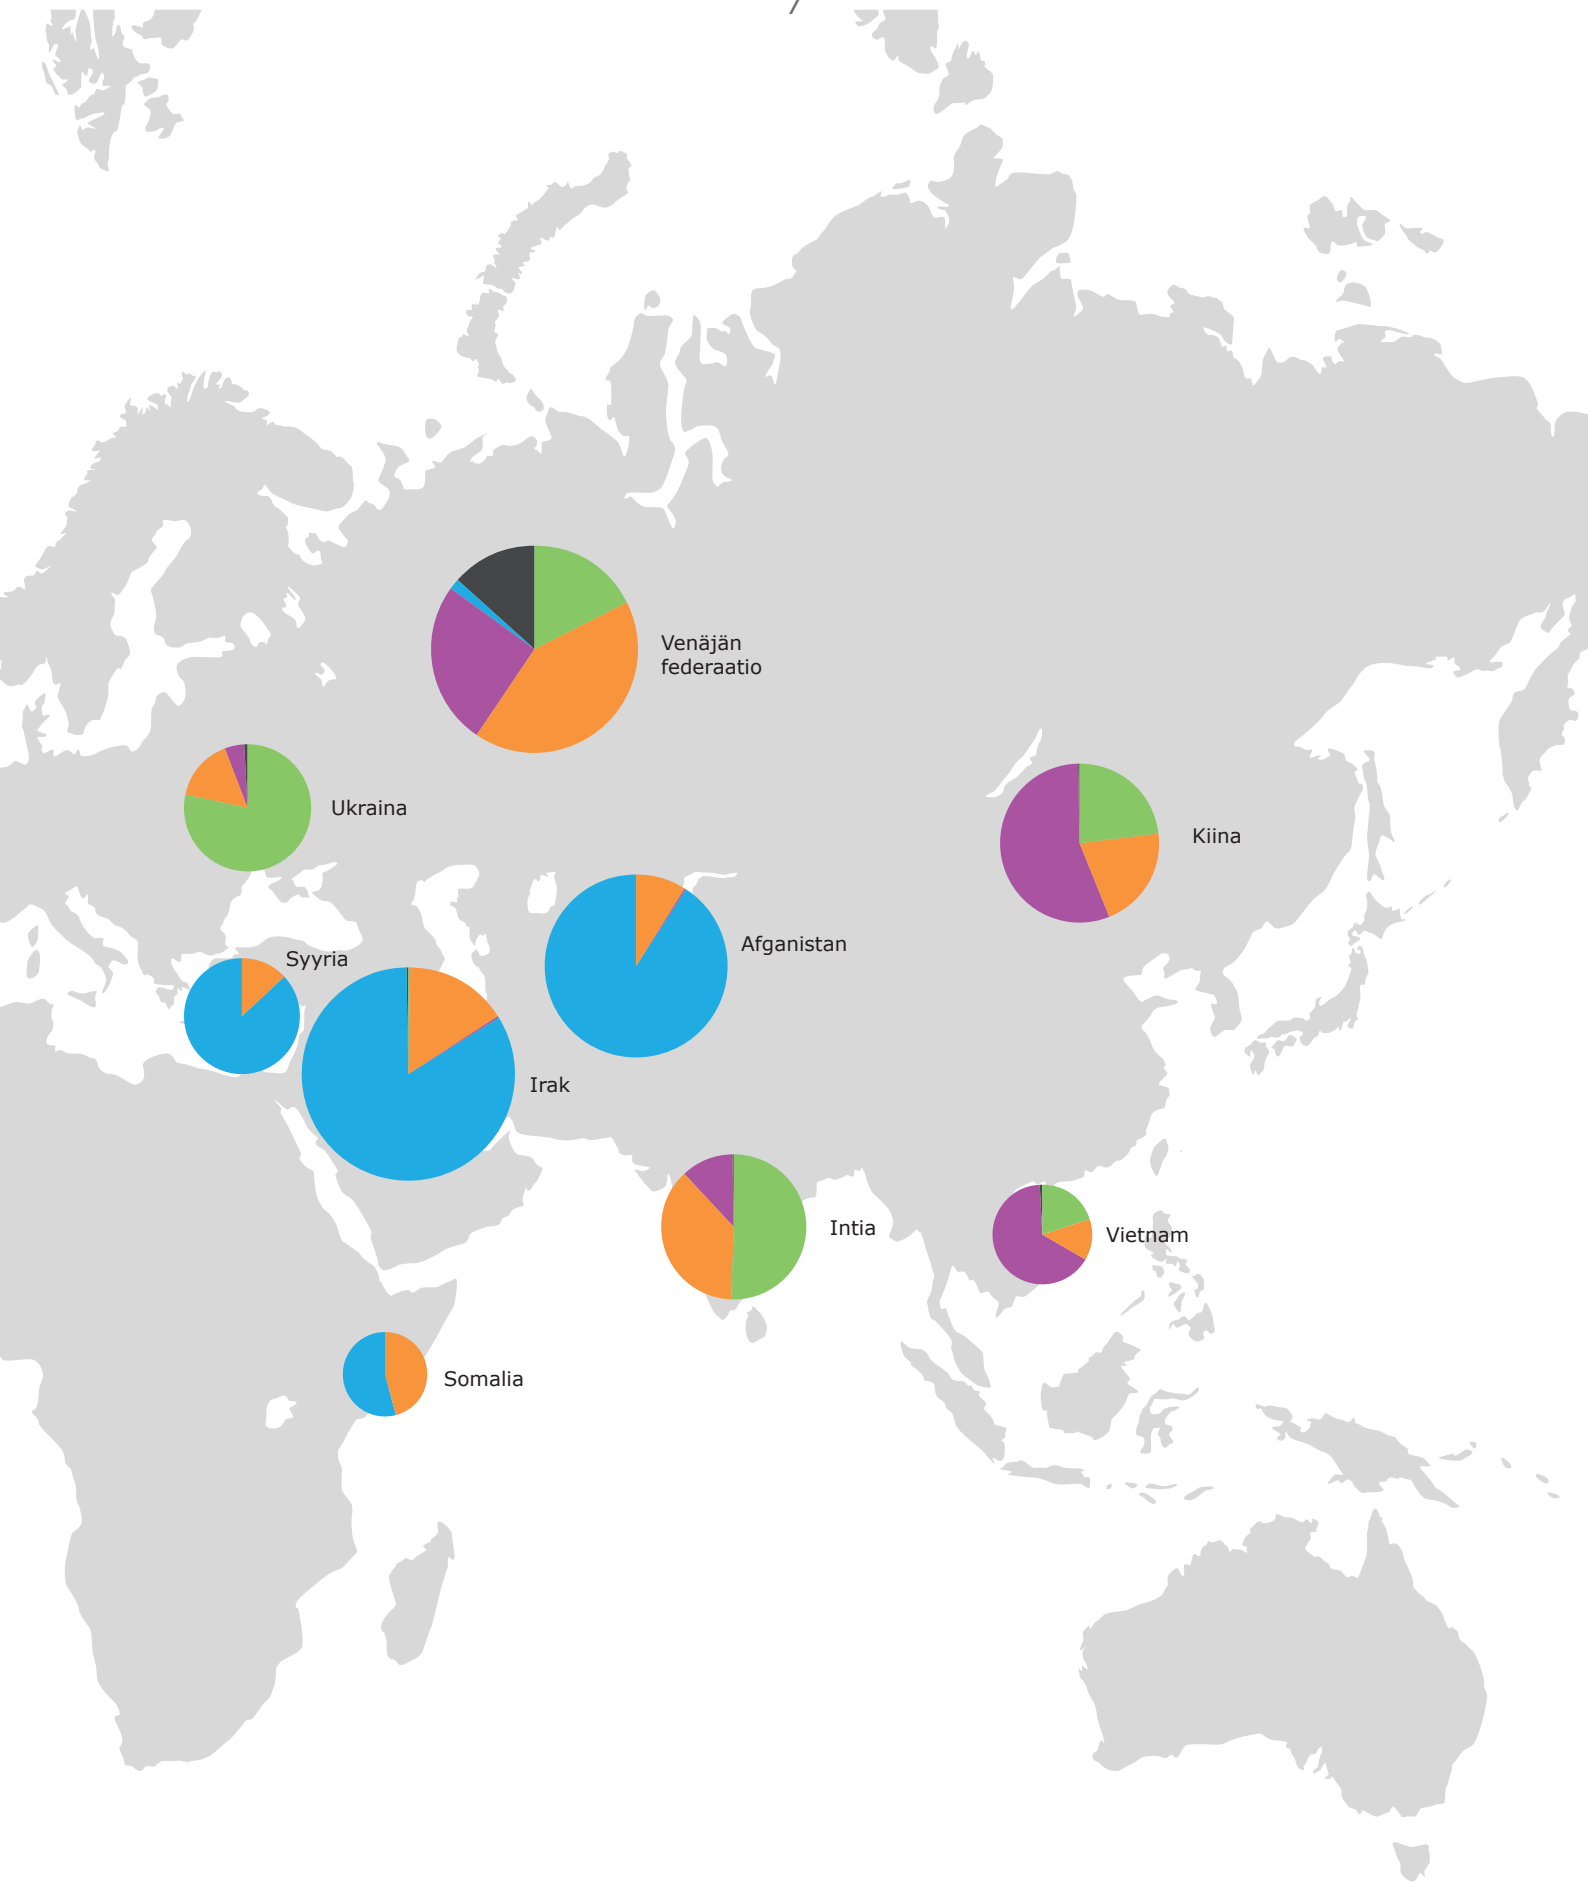 Venäjän
federaatio
Ukraina
Kiina
Afganistan
Syyria
Irak
Intia
Vietnam
Somalia